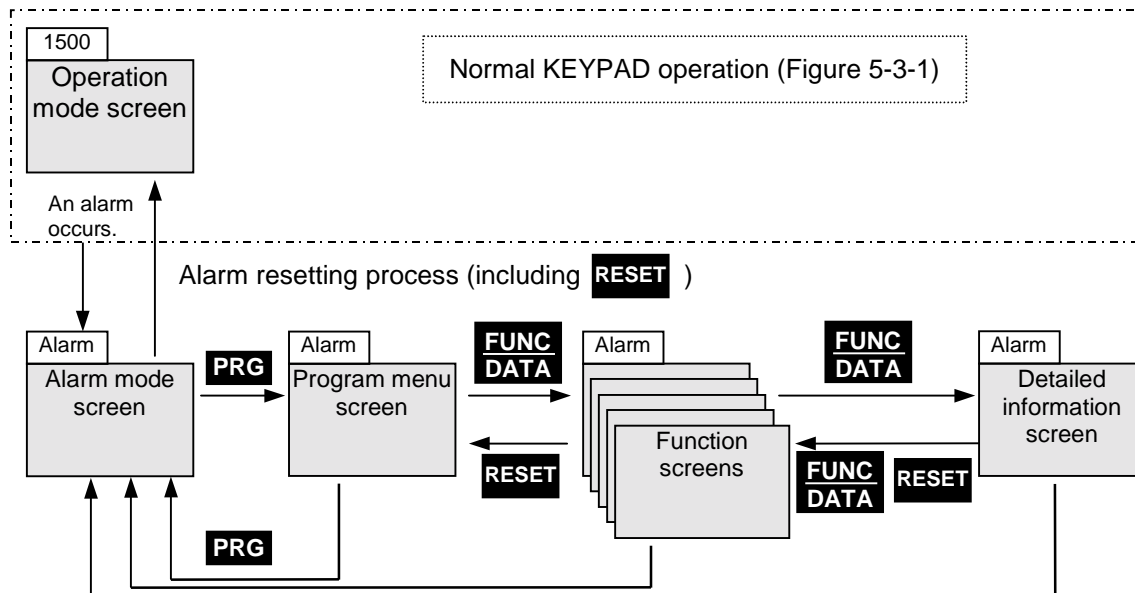 1500
Operation
mode screen
Normal KEYPAD operation (Figure 5-3-1)
An alarm
occurs.
Alarm resetting process (including RESET )
Alarm
Alarm mode
screen
PRG
Alarm
Program menu
screen
FUNC
DATA
RESET
Alarm
Function
screens
FUNC
DATA
FUNC
DATA
RESET
Alarm
Detailed
information
screen
PRG